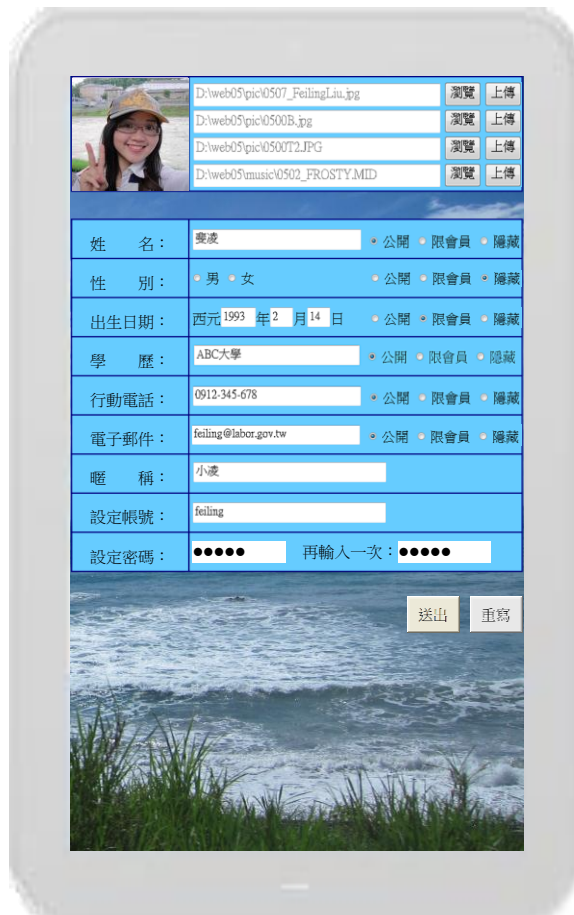 D:\web05\pic\0507_FeilingLiu.jpg 瀏覽 上傳
D:\web05\pic\0500B.jpg 瀏覽 上傳
D:\web05\pic\0500T2.JPG 瀏覽 上傳
D:\web05\music\0502_FROSTY.MID 瀏覽 上傳
姓 名： 斐凌 公開 限會員 隱藏
性 別： 男 女 公開 限會員 隱藏
出生日期： 西元 1993 年 2 月 14 日 公開 限會員 隱藏
學 歷： ABC大學 公開 限會員 隱藏
行動電話： 0912-345-678 公開 限會員 隱藏
電子郵件： feiling@labor.gov.tw 公開 限會員 隱藏
暱 稱： 小凌
設定帳號： feiling
設定密碼： ●●●●● 再輸入一次：●●●●●
送出 重寫